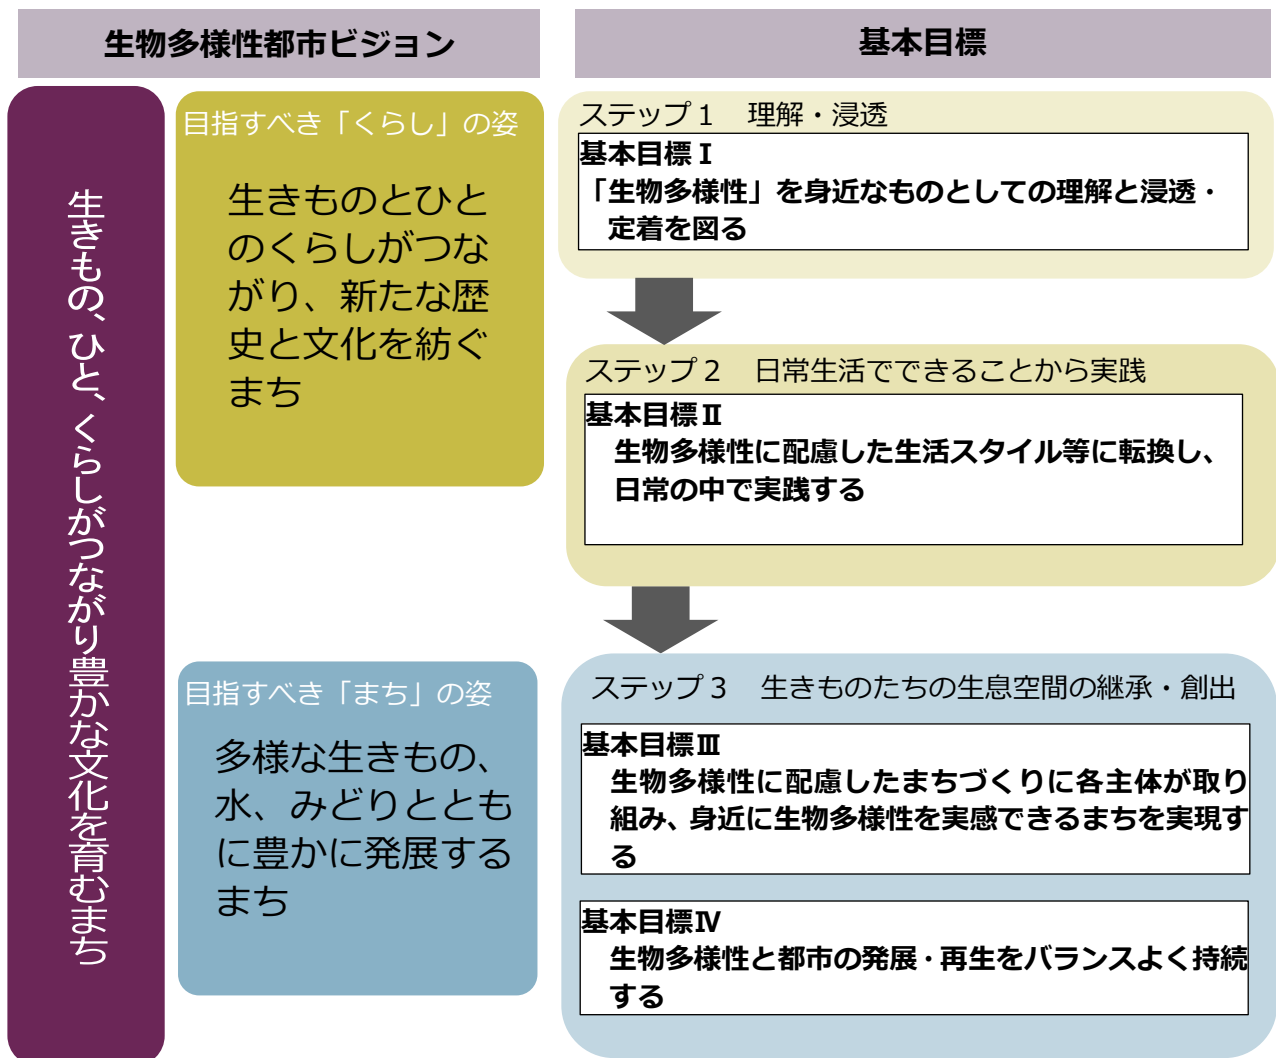 生物多様性都市ビジョン
生きもの、ひと、くらしがつながり豊かな文化を育むまち
目指すべき「くらし」の姿
生きものとひと
のくらしがつな
がり、新たな歴
史と文化を紡ぐ
まち
目指すべき「まち」の姿
多様な生きもの、
水、みどりととも
に豊かに発展する
まち
基本目標
ステップ1　理解・浸透
基本目標Ⅰ
「生物多様性」を身近なものとしての理解と浸透・
定着を図る
ステップ2　日常生活でできることから実践
基本目標Ⅱ
生物多様性に配慮した生活スタイル等に転換し、
日常の中で実践する
ステップ3　生きものたちの生息空間の継承・創出
基本目標Ⅲ
生物多様性に配慮したまちづくりに各主体が取り
組み、身近に生物多様性を実感できるまちを実現す
る
基本目標Ⅳ
生物多様性と都市の発展・再生をバランスよく持続
する